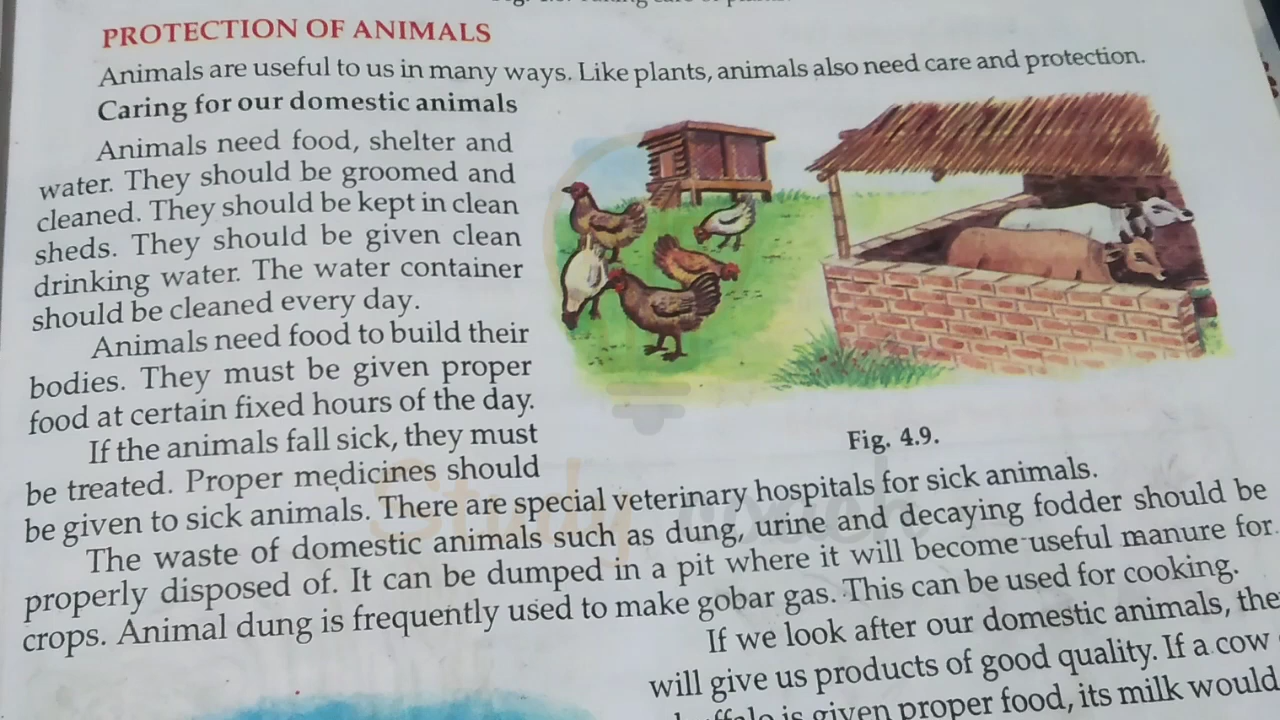 PROTECTION OF ANIMALS
Animals are useful to us in many ways. Like plants, animals also need care and protection.
Caring for our domestic animals
Animals need food, shelter and
water. They should be groomed and
cleaned. They should be kept in clean
sheds. They should be given clean
drinking water. The water container
should be cleaned every day.
Animals need food to build their
bodies. They must be given proper
food at certain fixed hours of the day.
If the animals fall sick, they must
be treated. Proper medicines should
be given to sick animals. There are special veterinary hospitals for sick animals.
The waste of domestic animals such as dung, urine and decaying fodder should be
properly disposed of. It can be dumped in a pit where it will become useful manure for
crops. Animal dung is frequently used to make gobar gas. This can be used for cooking.
Fig. 4.9.
If we look after our domestic animals, the
will give us products of good quality. If a cow
is given proper food, its milk would
Study